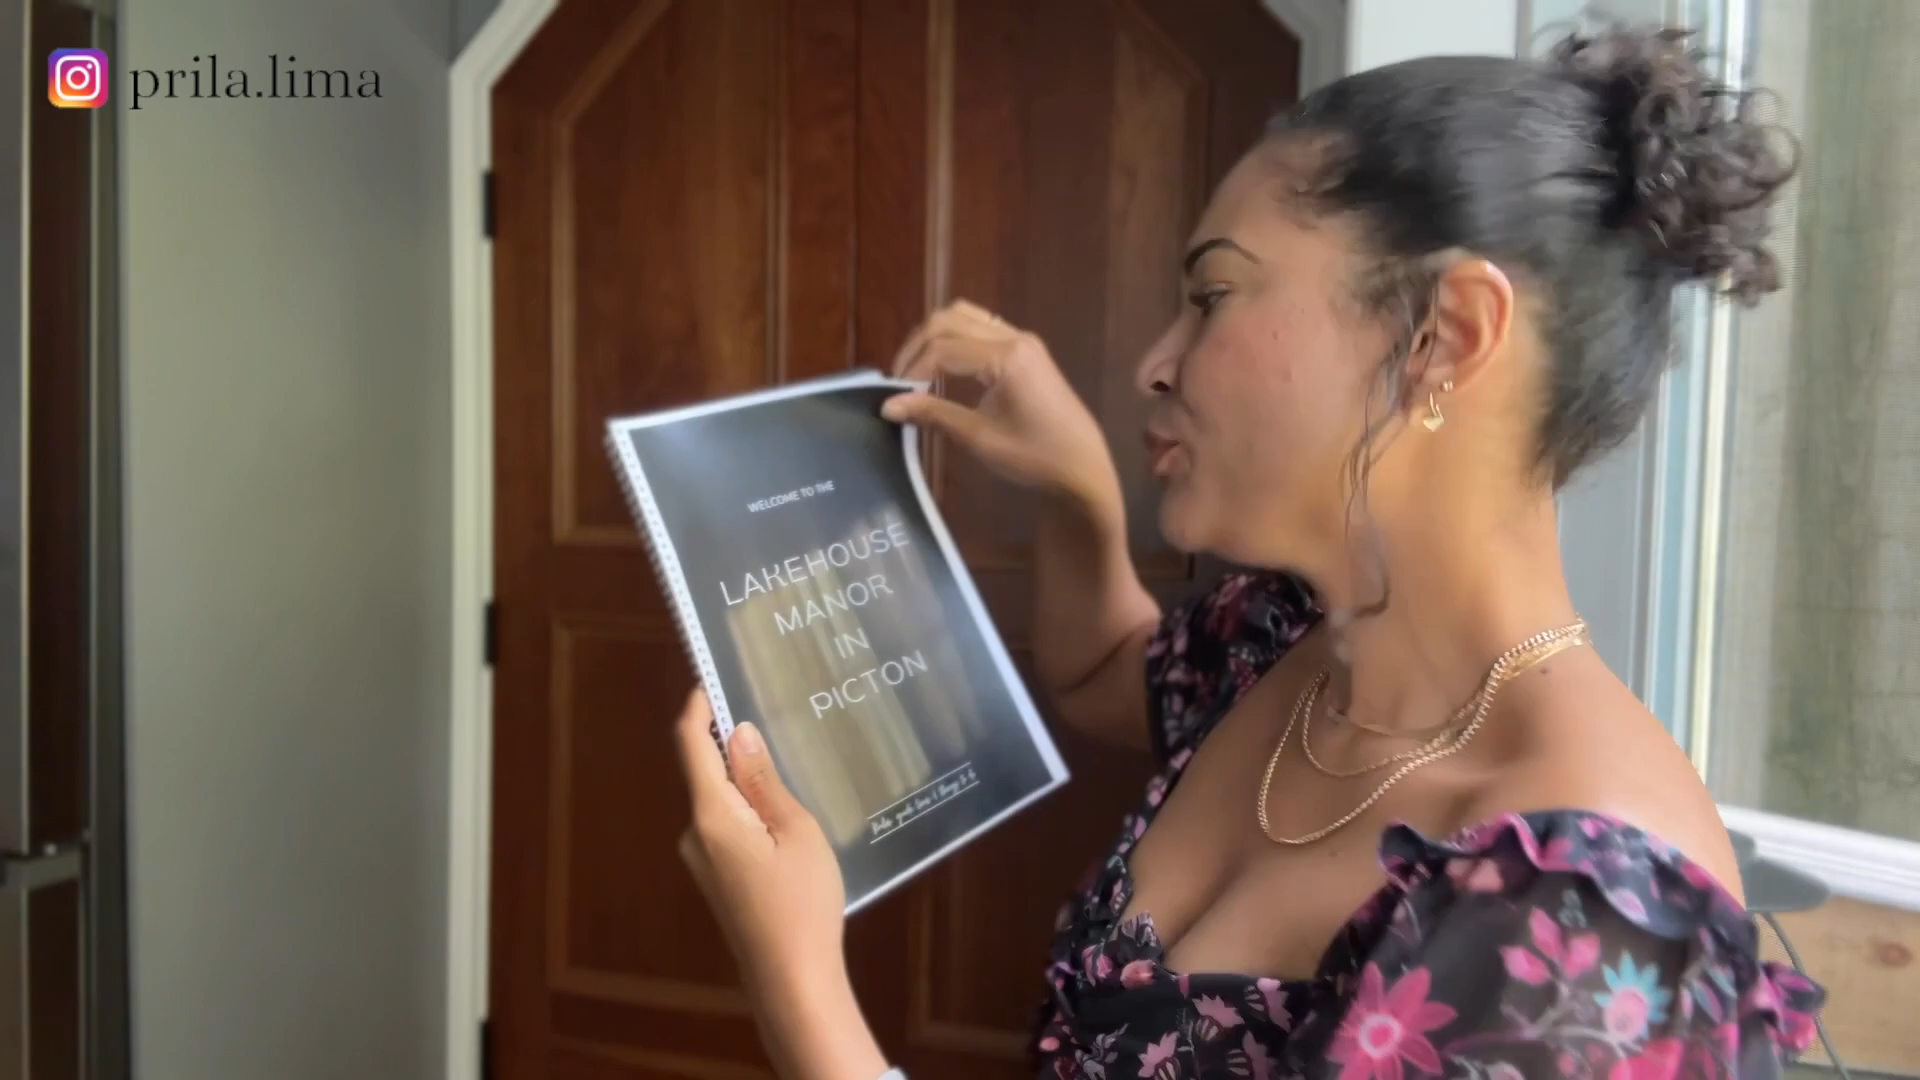 prila.lima
WELCOME TO THE
LAKEHOUSE
MANOR
IN
PICTON